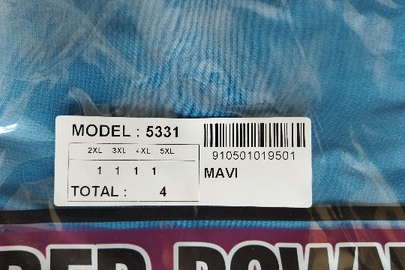 MODEL : 5331
910501019501
2XL 3XL 4XL 5XL
1 1 1 1
MAVI
TOTAL : 4